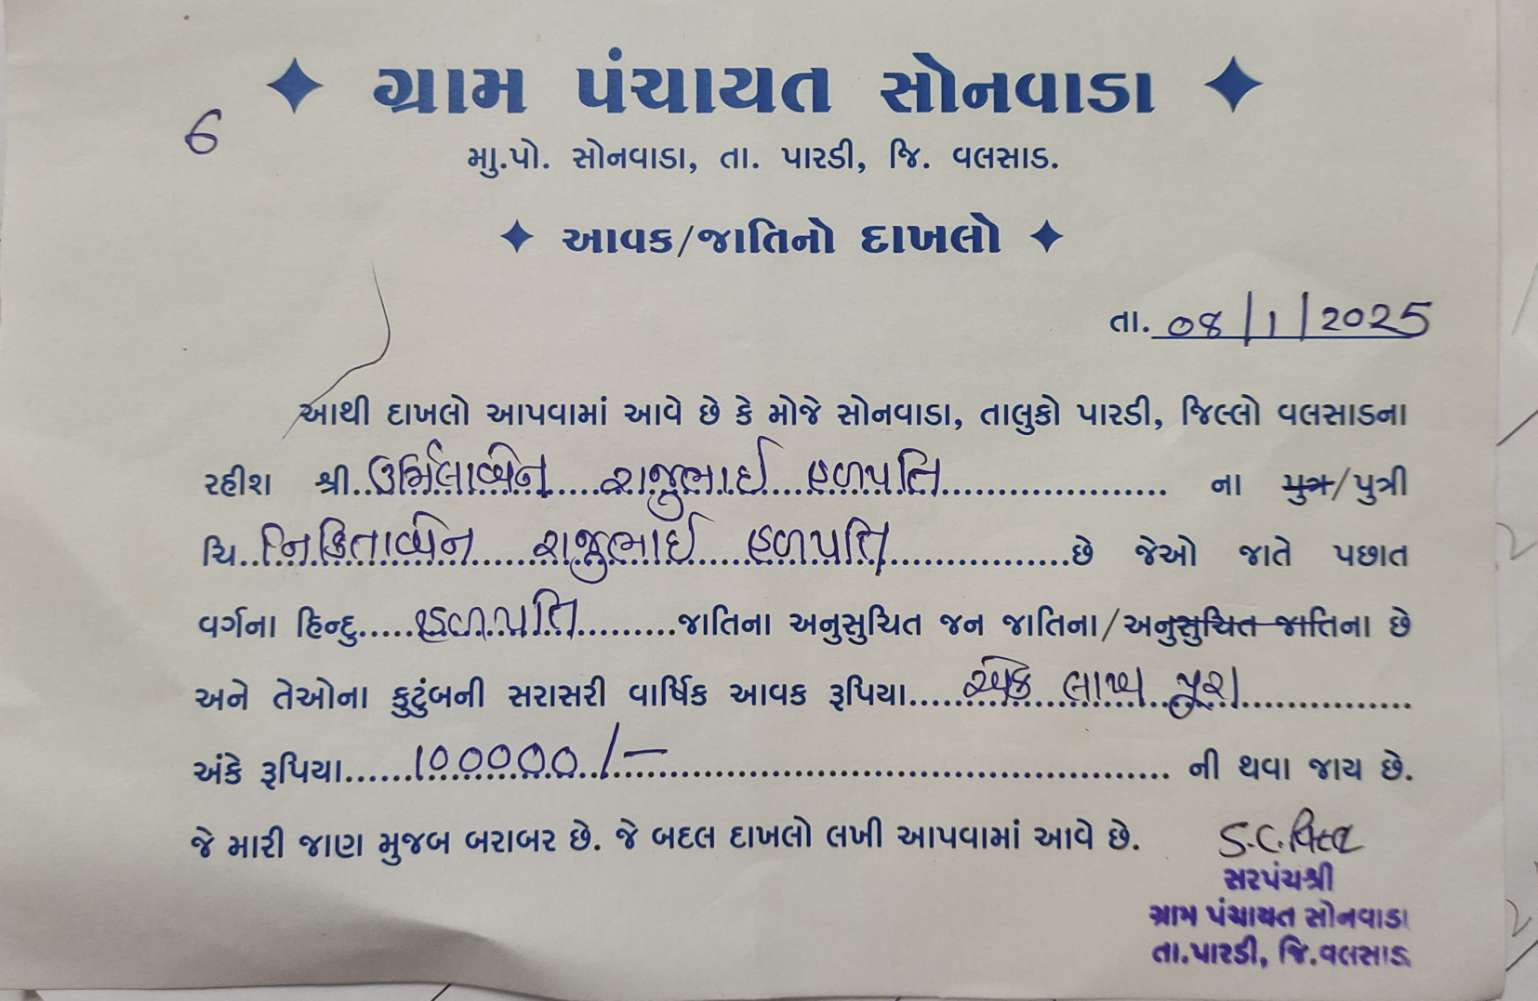 ગ્રામ પંચાયત સોનવાડા
6
મુ.પો. સોનવાડા, તા. પારડી, જિ. વલસાડ.
આવક/જાતિનો દાખલો
તા. 08/1/2025
આથી દાખલો આપવામાં આવે છે કે મોજે સોનવાડા, તાલુકો પારડી, જિલ્લો વલસાડના
રહીશ શ્રી..ઉર્મિલાબેન રાજુભાઈ હળપતિ.......... ના પુત્ર/પુત્રી
ચિ..નિકિતાબેન રાજુભાઈ હળપતિ..........છે જેઓ જાતે પછાત
વર્ગના હિન્દુ.....હળપતિ.........જાતિના અનુસુચિત જન જાતિના/અનુસુચિત જાતિના છે
અને તેઓના કુટુંબની સરાસરી વાર્ષિક આવક રૂપિયા.....એક લાખ પુરા..........
અંકે રૂપિયા......100000/-.......... ની થવા જાય છે.
જે મારી જાણ મુજબ બરાબર છે. જે બદલ દાખલો લખી આપવામાં આવે છે.
S.C.
સરપંચશ્રી
ગ્રામ પંચાયત સોનવાડા
તા.પારડી, જિ.વલસાડ